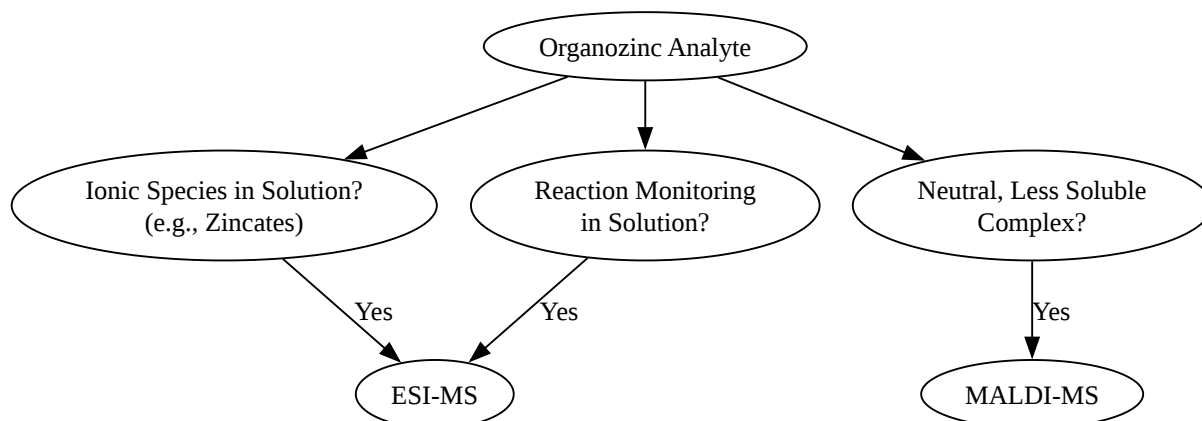 Organozinc Analyte
Ionic Species in Solution?
(e.g., Zincates)
Reaction Monitoring
in Solution?
Neutral, Less Soluble
Complex?
Yes
Yes
Yes
ESI-MS
MALDI-MS